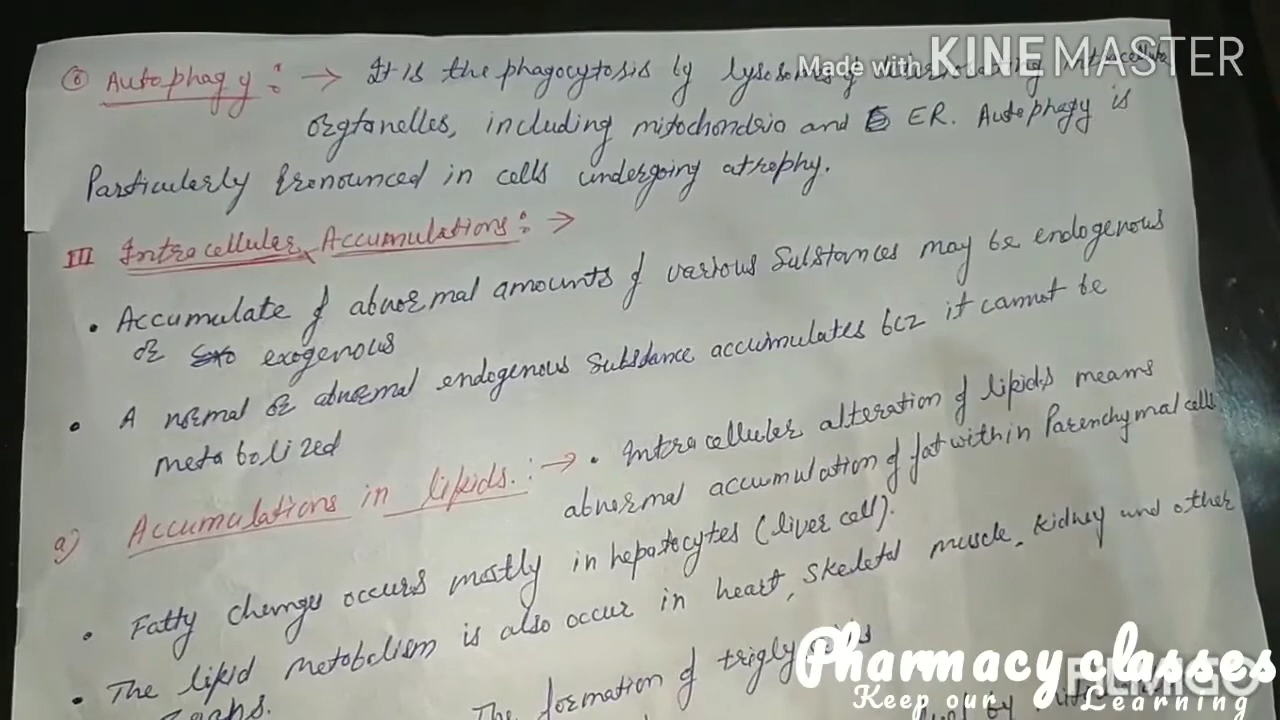 Made with KINEMASTER
⑥ Autophagy : → It is the phagocytosis by lysosomes of
orgtanelles, including mitochondria and ER. Autophagy is
Particularly Pronounced in cells undergoing atrophy.
III Intracellular Accumulations : →
• Accumulate of abnormal amounts of various Substances may be endogenous
or exogenous
• A normal or abnormal endogenous Substance accumulates bcz it cannot be
metabolized
a) Accumulations in lipids. : → • Intracellular alteration of lipids means
abnormal accumulation of fat within Parenchymal cells
• Fatty changes occurs mostly in hepatocytes (liver cell).
• The lipid metabolism is also occur in heart, skeletal muscle, kidney and other
The formation of
Pharmacy classes
Keep our Learning
FILMIGO